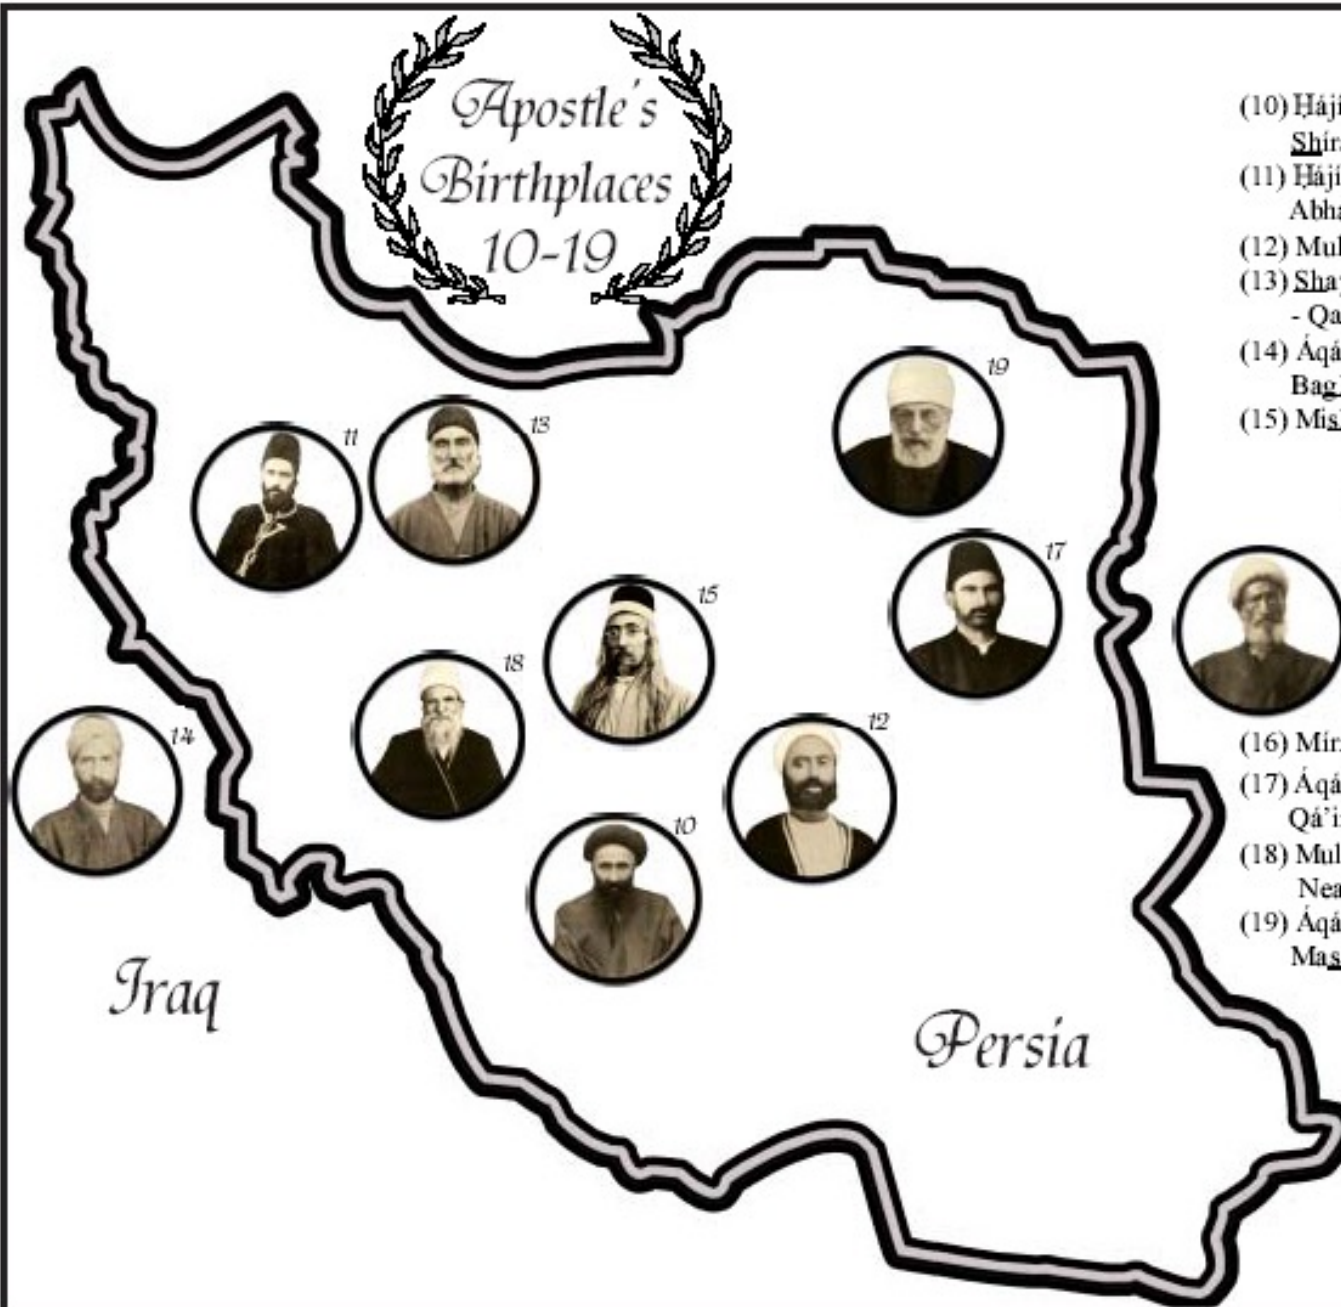 Apostle's
Birthplaces
10-19
19
13
11
17
15
18
12
14
10
Iraq
Persia
(10) Ḥáj
Shír
(11) Ḥájí
Abha
(12) Mul
(13) Shay
- Qa
(14) Áqá
Bag
(15) Mis
(16) Mír
(17) Áqá
Qá'i
(18) Mul
Nea
(19) Áqá
Mas